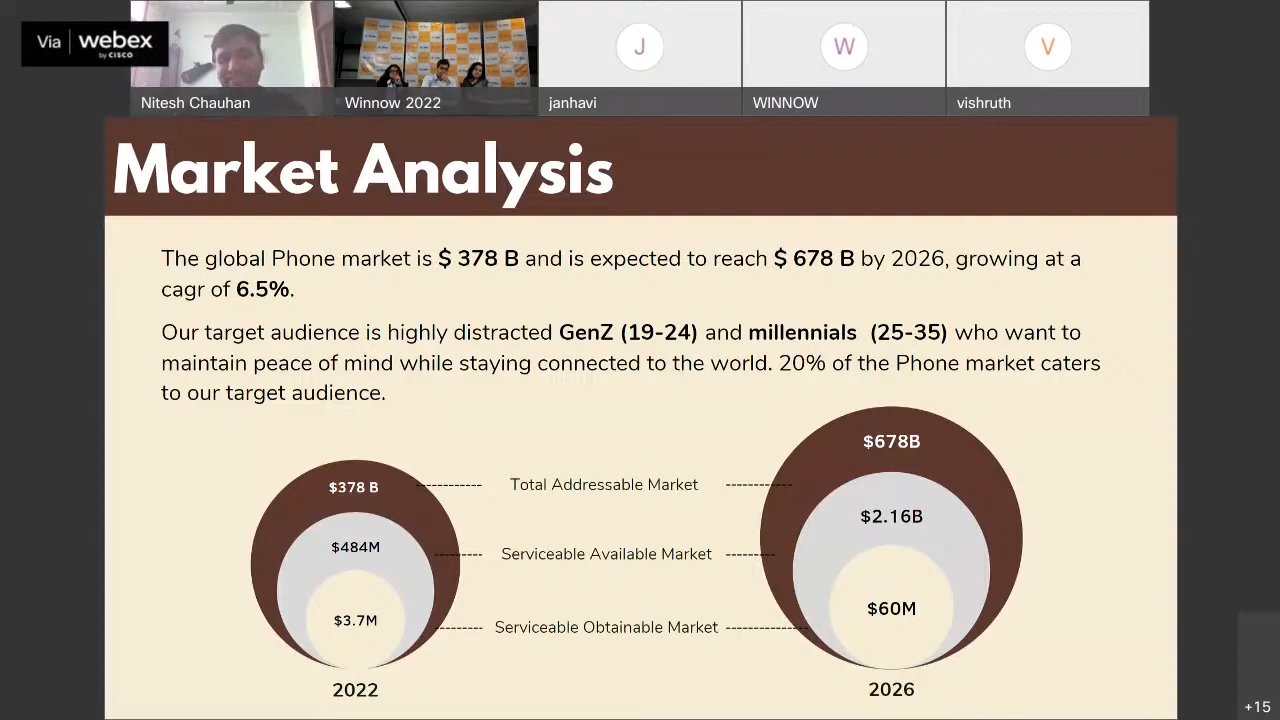 Via webex
by CISCO
Nitesh Chauhan
Winnow 2022
J
janhavi
W
WINNOW
V
vishruth
Market Analysis
The global Phone market is $ 378 B and is expected to reach $ 678 B by 2026, growing at a
cagr of 6.5%.
Our target audience is highly distracted GenZ (19-24) and millennials (25-35) who want to
maintain peace of mind while staying connected to the world. 20% of the Phone market caters
to our target audience.
$378 B
Total Addressable Market
$678B
$484M
Serviceable Available Market
$2.16B
$3.7M
Serviceable Obtainable Market
$60M
2022
2026
+15